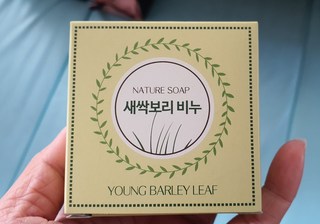 NATURE SOAP
새싹보리 비누
YOUNG BARLEY LEAF